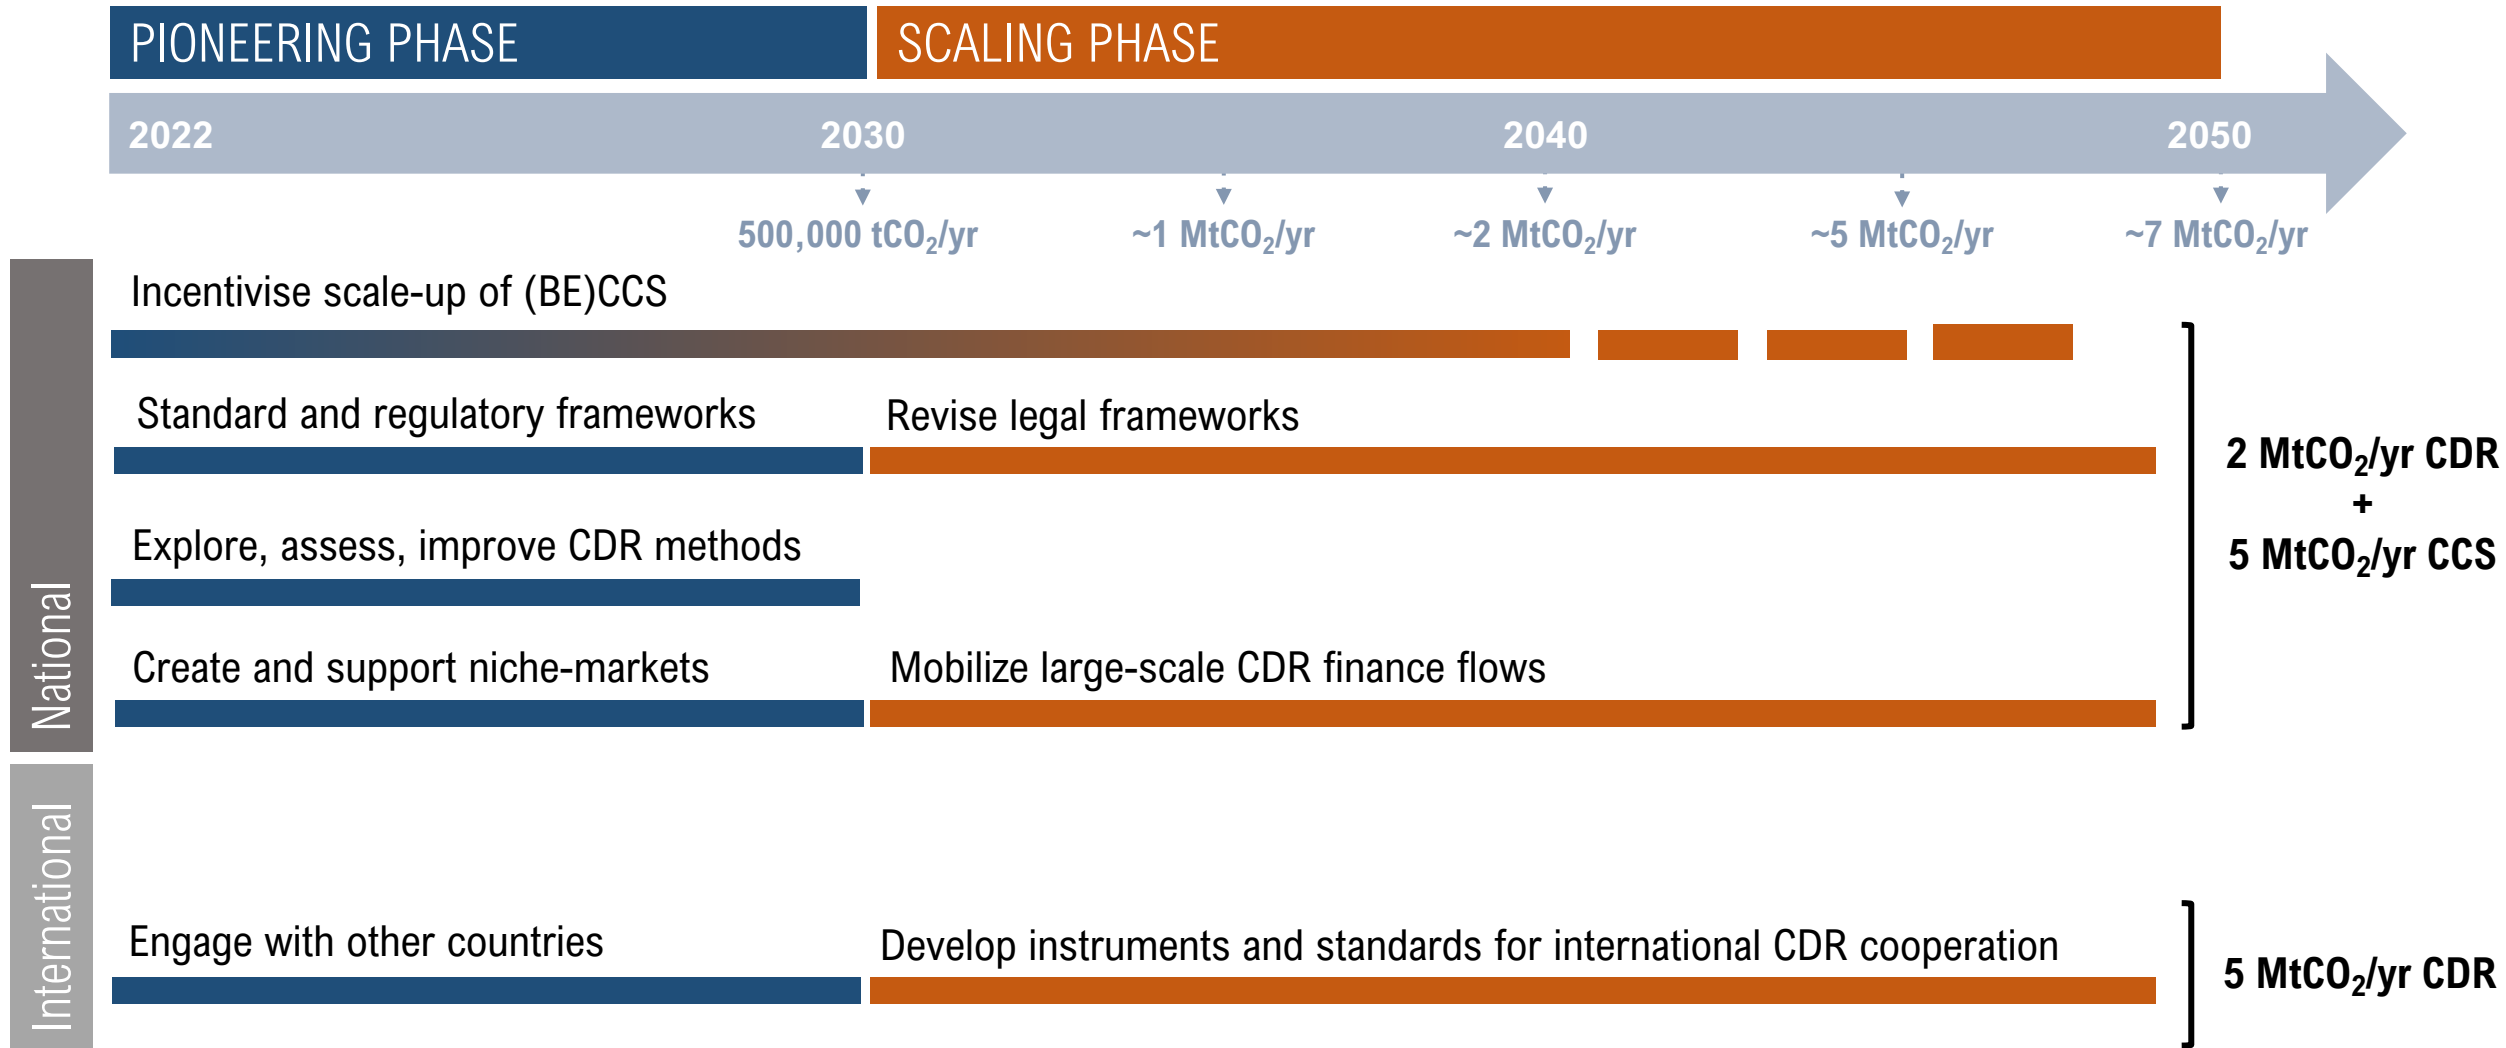 PIONEERING PHASE
SCALING PHASE
2022
2030
2040
2050
500,000 tCO₂/yr
~1 MtCO₂/yr
~2 MtCO₂/yr
~5 MtCO₂/yr
~7 MtCO₂/yr
National
Incentivise scale-up of (BE)CCS
Standard and regulatory frameworks
Revise legal frameworks
Explore, assess, improve CDR methods
Create and support niche-markets
Mobilize large-scale CDR finance flows
2 MtCO₂/yr CDR
+
5 MtCO₂/yr CCS
International
Engage with other countries
Develop instruments and standards for international CDR cooperation
5 MtCO₂/yr CDR